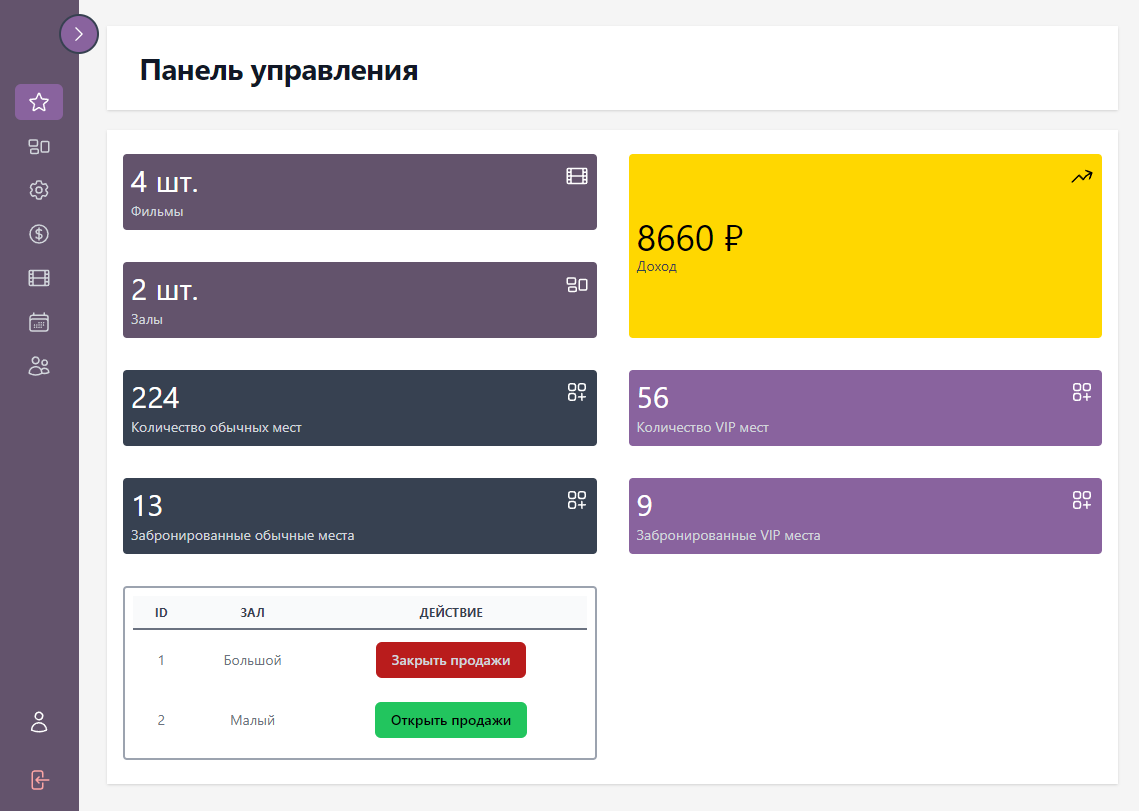 Панель управления
4 шт.
Фильмы
8660 ₽
Доход
2 шт.
Залы
224
Количество обычных мест
56
Количество VIP мест
13
Забронированные обычные места
9
Забронированные VIP места
ID ЗАЛ ДЕЙСТВИЕ
1 Большой Закрыть продажи
2 Малый Открыть продажи